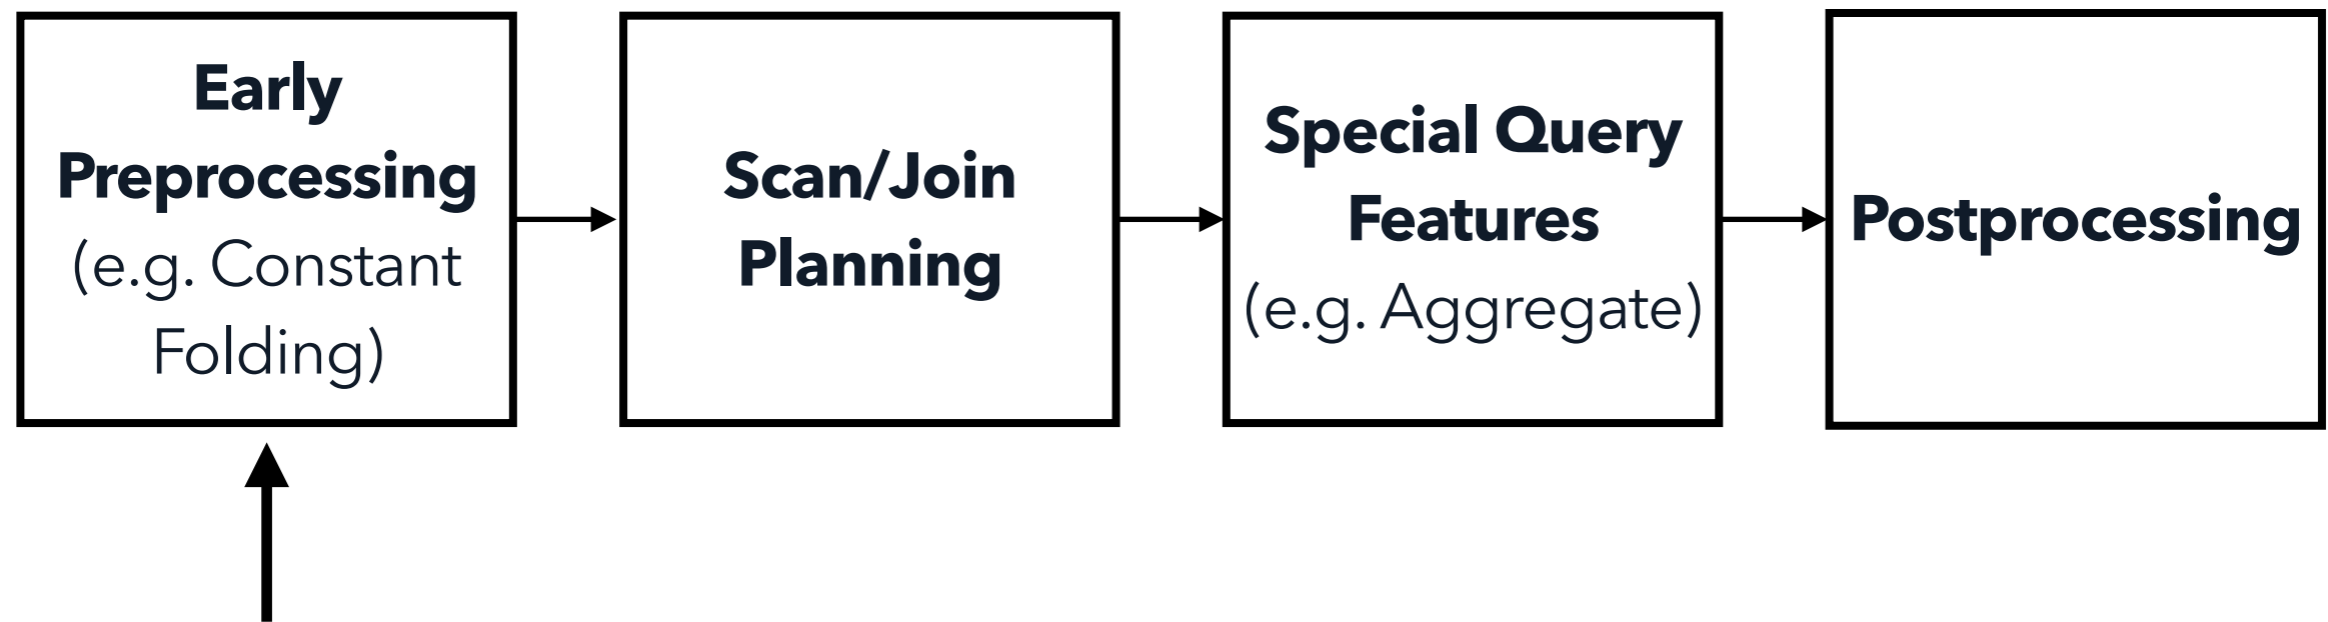 Early
Preprocessing
(e.g. Constant
Folding)
Scan/Join
Planning
Special Query
Features
(e.g. Aggregate)
Postprocessing